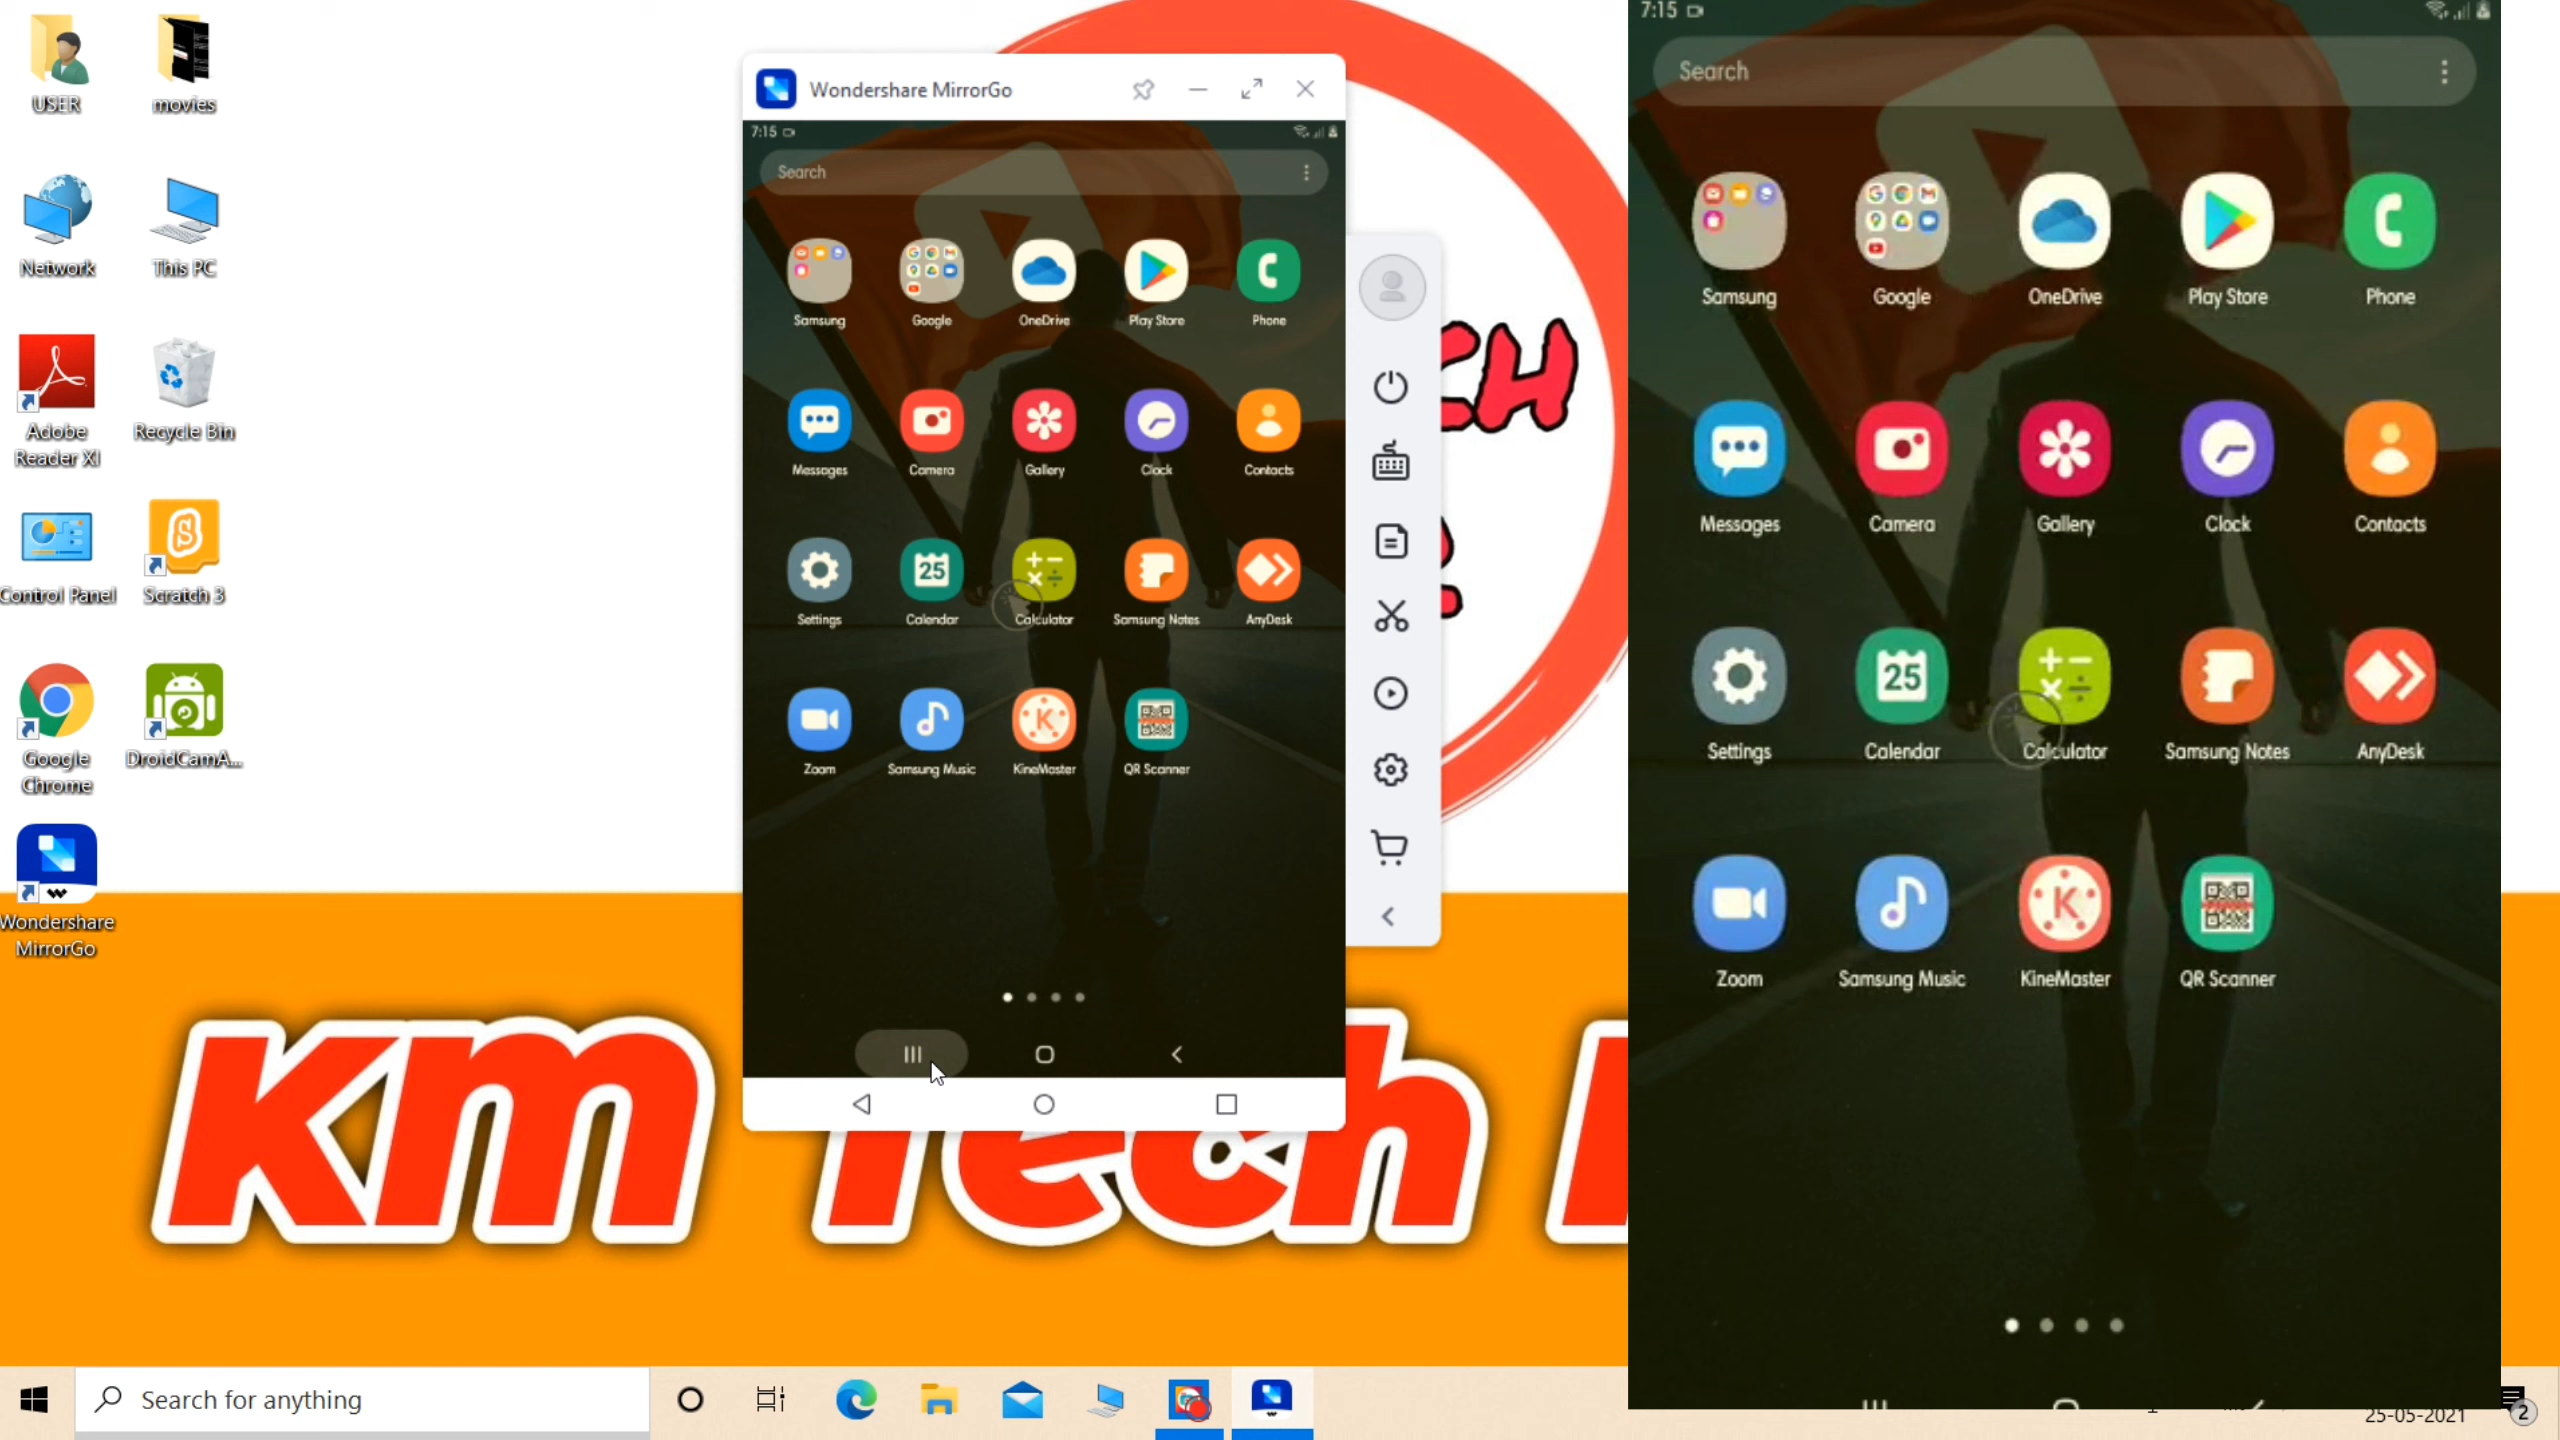 USER
movies
Network
This PC
Adobe
Reader XI
Recycle Bin
Control Panel
Scratch 3
Google
Chrome
DroidCamA...
Wondershare
MirrorGo
Wondershare MirrorGo
7:15
Search
Samsung
Google
OneDrive
Play Store
Phone
Messages
Camera
Gallery
Clock
Contacts
25
Settings
Calendar
Calculator
Samsung Notes
AnyDesk
K
Zoom
Samsung Music
KineMaster
QR Scanner
CH
7:15
Search
Samsung
Google
OneDrive
Play Store
Phone
Messages
Camera
Gallery
Clock
Contacts
25
Settings
Calendar
Calculator
Samsung Notes
AnyDesk
K
Zoom
Samsung Music
KineMaster
QR Scanner
Km Tech
Search for anything
25-05-2021
2